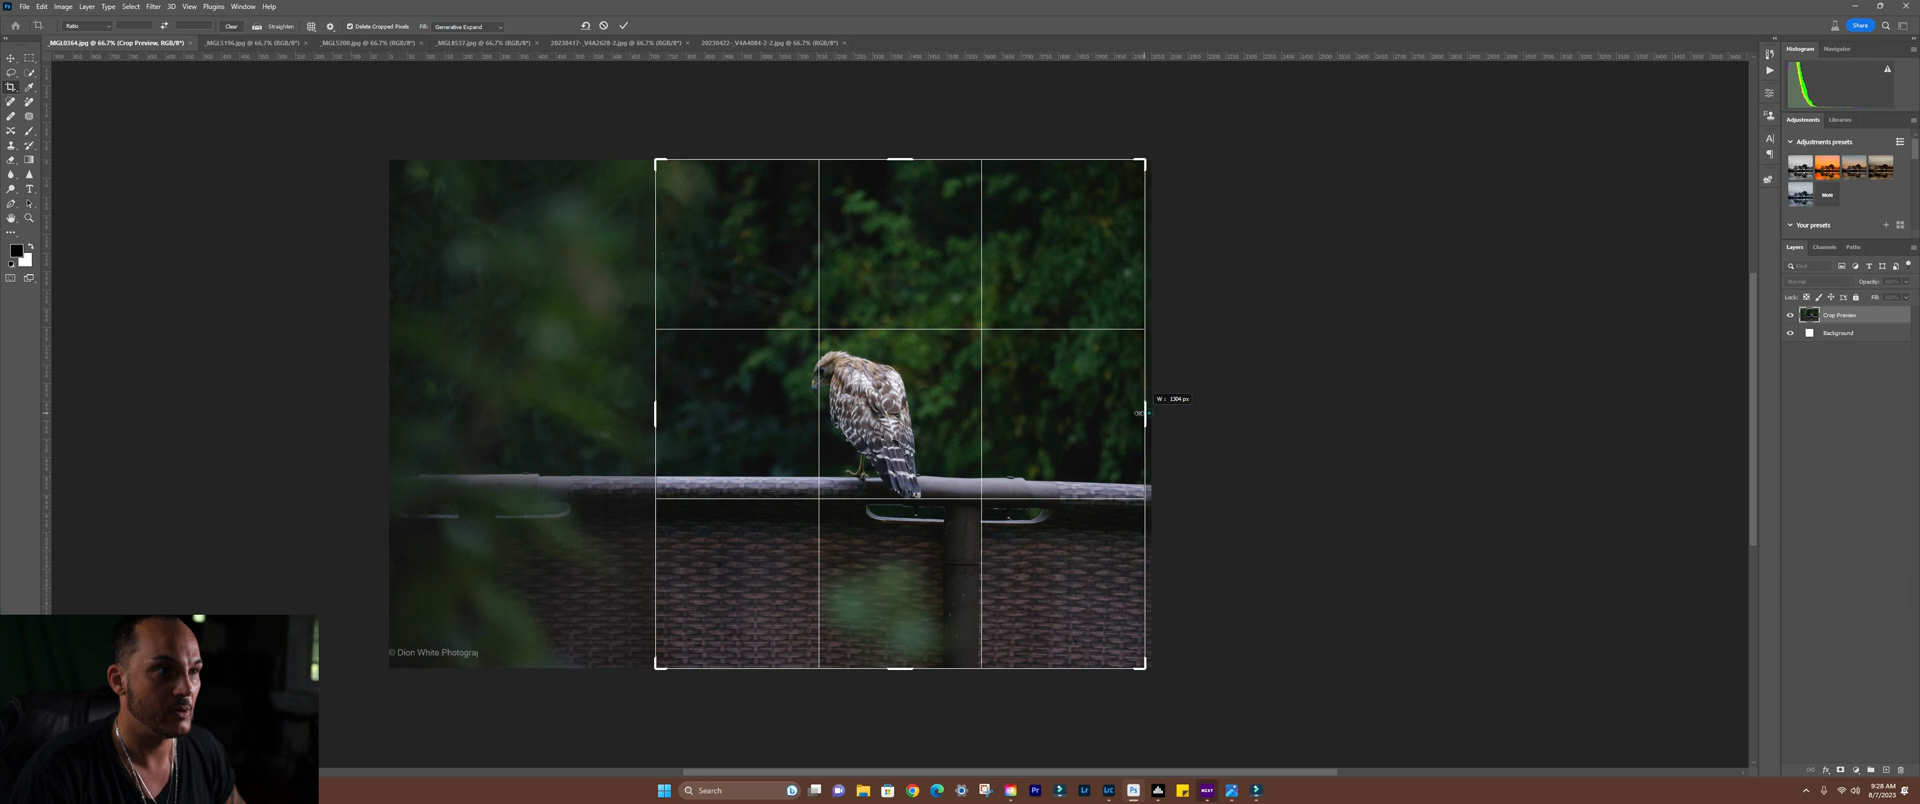 File Edit Image Layer Type Select Filter 3D View Plugins Window Help
Ratio Clear Straighten Delete Cropped Pixels Fill: Generative Expand Share
_MGL0364.jpg @ 66.7% (Crop Preview, RGB/8*) × _MGL5196.jpg @ 66.7% (RGB/8*) × _MGL5200.jpg @ 66.7% (RGB/8*) × _MGL8537.jpg @ 66.7% (RGB/8*) × 20230417-_V4A2628-2.jpg @ 66.7% (RGB/8*) × 20230422-_V4A4084-2-2.jpg @ 66.7% (RGB/8*) ×
Histogram Navigator
Adjustments Libraries
Adjustments presets
More
Your presets
Layers Channels Paths
Kind
Normal Opacity: 100%
Lock: Fill: 100%
Crop Preview
Background
W : 1304 px
© Dion White Photograp
Search
9:28 AM
8/7/2023